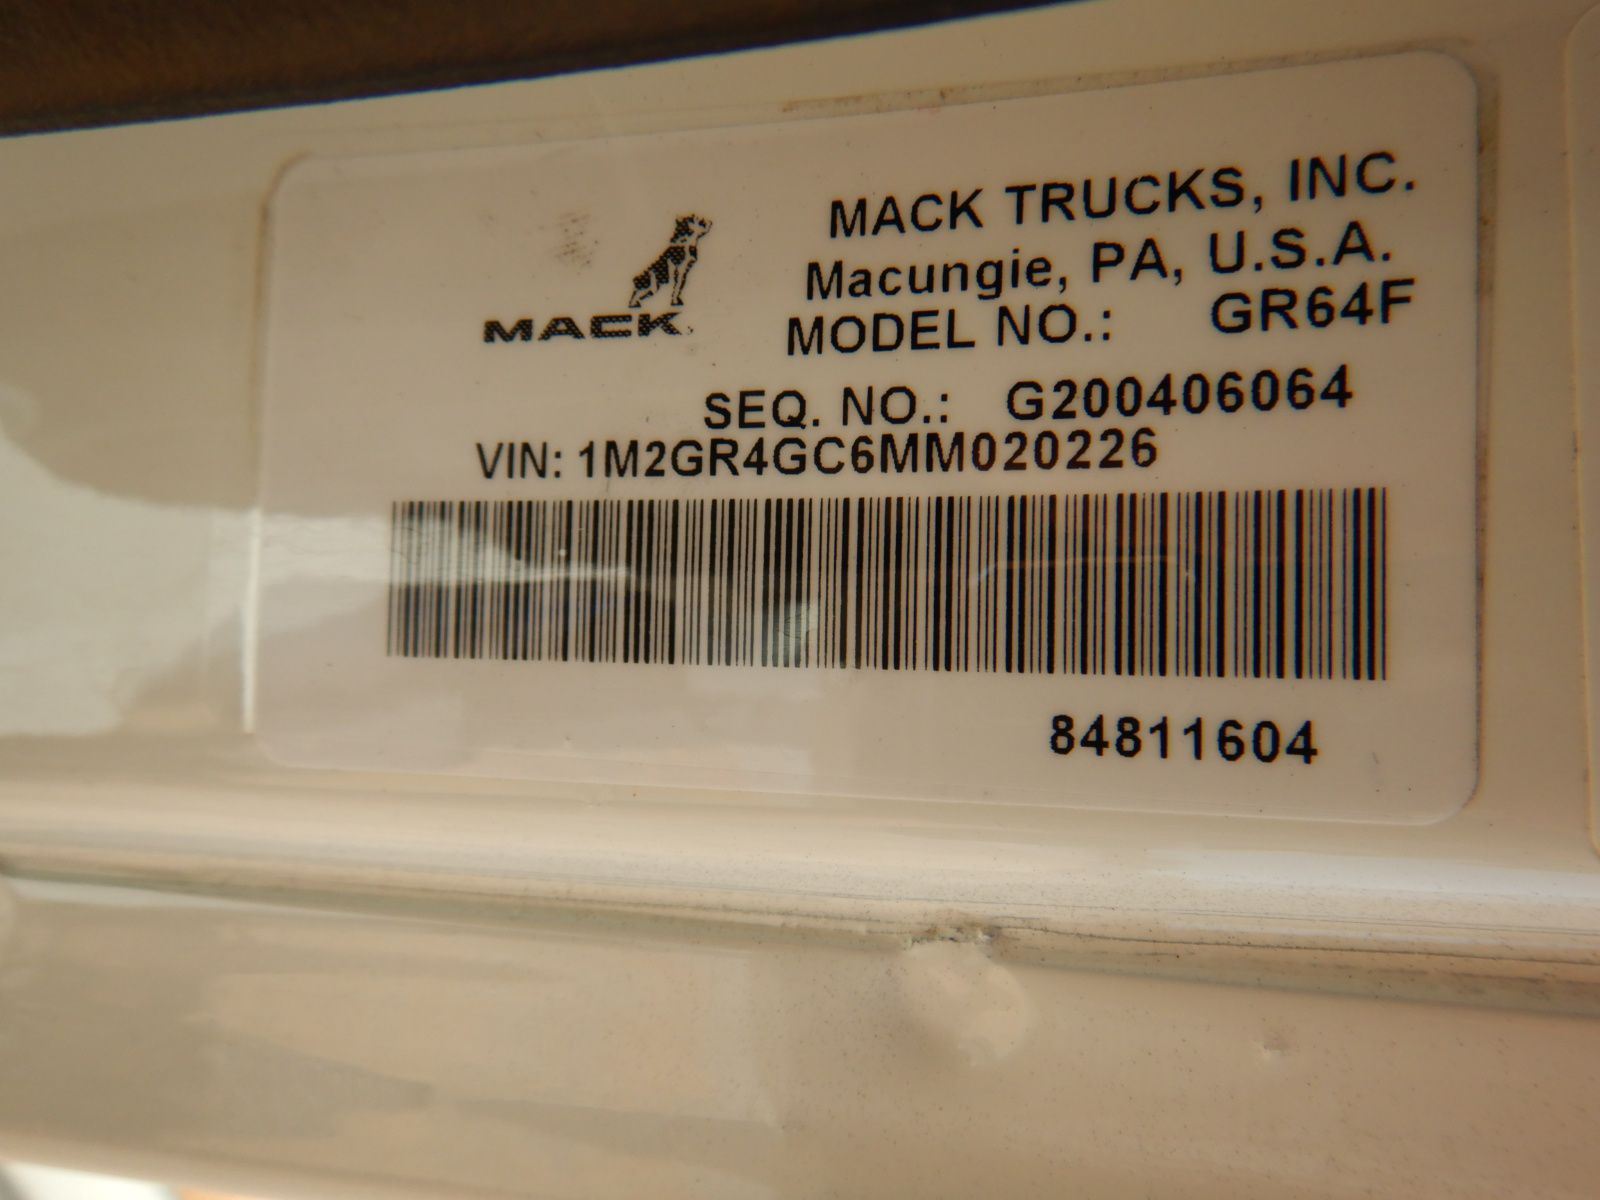 MACK
MACK TRUCKS, INC.
Macungie, PA, U.S.A.
MODEL NO.: GR64F
SEQ. NO.: G200406064
VIN: 1M2GR4GC6MM020226
84811604